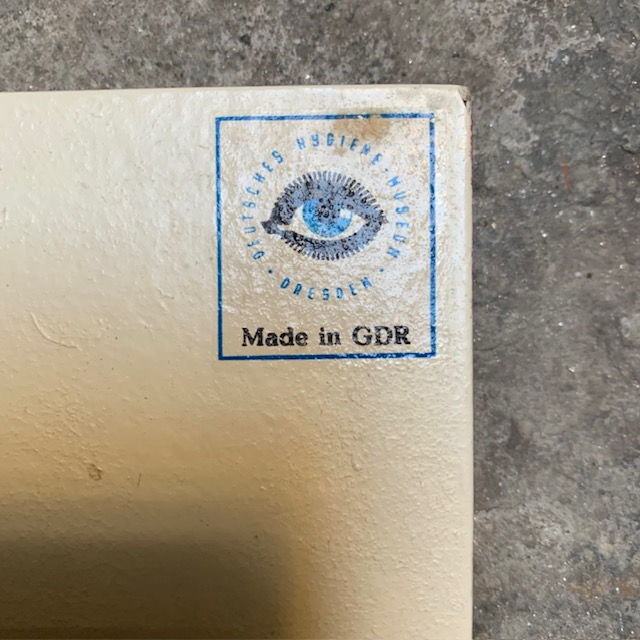 DEUTSCHES HYGIENE-MUSEUM
· DRESDEN ·
Made in GDR